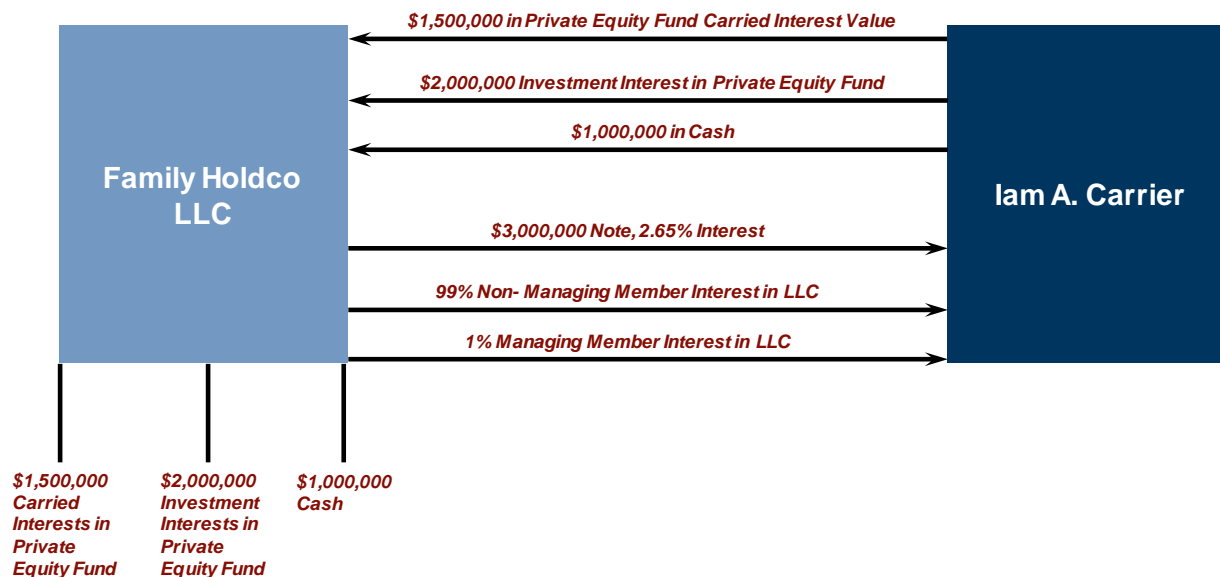 $1,500,000 in Private Equity Fund Carried Interest Value
$2,000,000 Investment Interest in Private Equity Fund
$1,000,000 in Cash
Family Holdco
LLC
Iam A. Carrier
$3,000,000 Note, 2.65% Interest
99% Non- Managing Member Interest in LLC
1% Managing Member Interest in LLC
$1,500,000
Carried
Interests in
Private
Equity Fund
$2,000,000
Investment
Interests in
Private
Equity Fund
$1,000,000
Cash